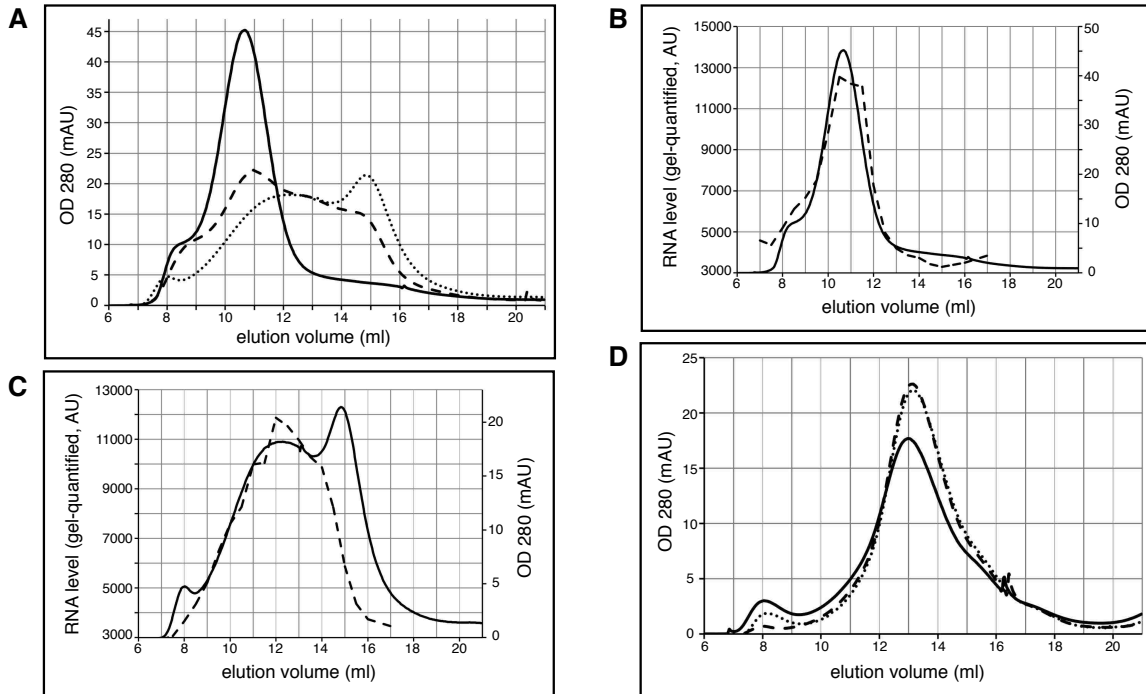 A
45
40
35
30
25
20
15
10
5
0
OD 280 (mAU)
6 8 10 12 14 16 18 20
elution volume (ml)
B
15000
13000
11000
9000
7000
5000
3000
RNA level (gel-quantified, AU)
50
40
30
20
10
0
OD 280 (mAU)
6 8 10 12 14 16 18 20
elution volume (ml)
C
13000
11000
9000
7000
5000
3000
RNA level (gel-quantified, AU)
20
15
10
5
0
OD 280 (mAU)
6 8 10 12 14 16 18 20
elution volume (ml)
D
25
20
15
10
5
0
OD 280 (mAU)
6 8 10 12 14 16 18 20
elution volume (ml)